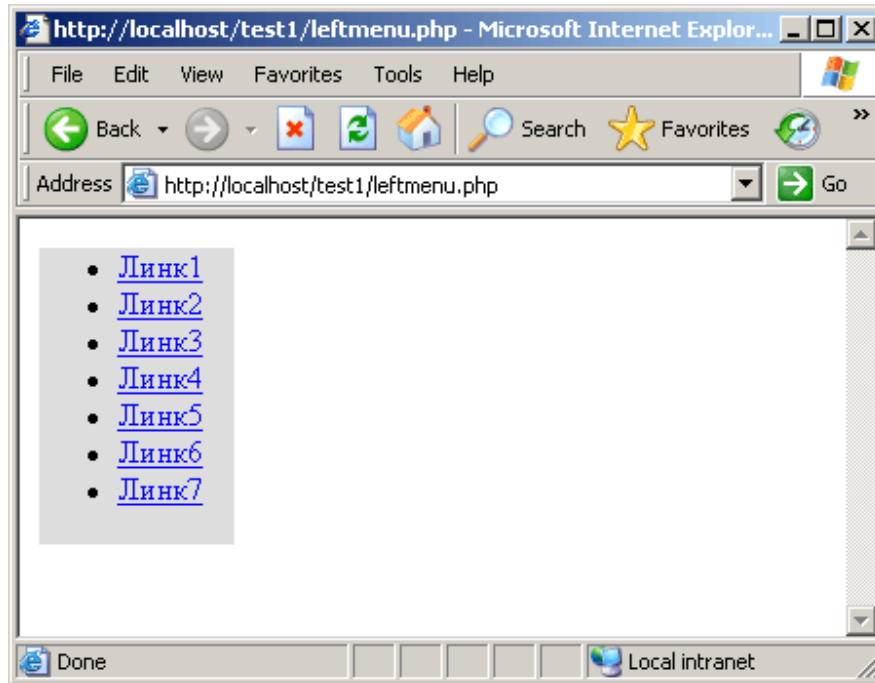 http://localhost/test1/leftmenu.php - Microsoft Internet Explor...
File Edit View Favorites Tools Help
Back Search Favorites »
Address http://localhost/test1/leftmenu.php Go
• Линк1
• Линк2
• Линк3
• Линк4
• Линк5
• Линк6
• Линк7
Done Local intranet